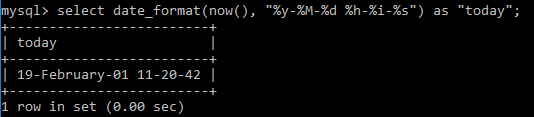 mysql> select date_format(now(), "%y-%M-%d %h-%i-%s") as "today";
+-------------------------+
| today                   |
+-------------------------+
| 19-February-01 11-20-42 |
+-------------------------+
1 row in set (0.00 sec)